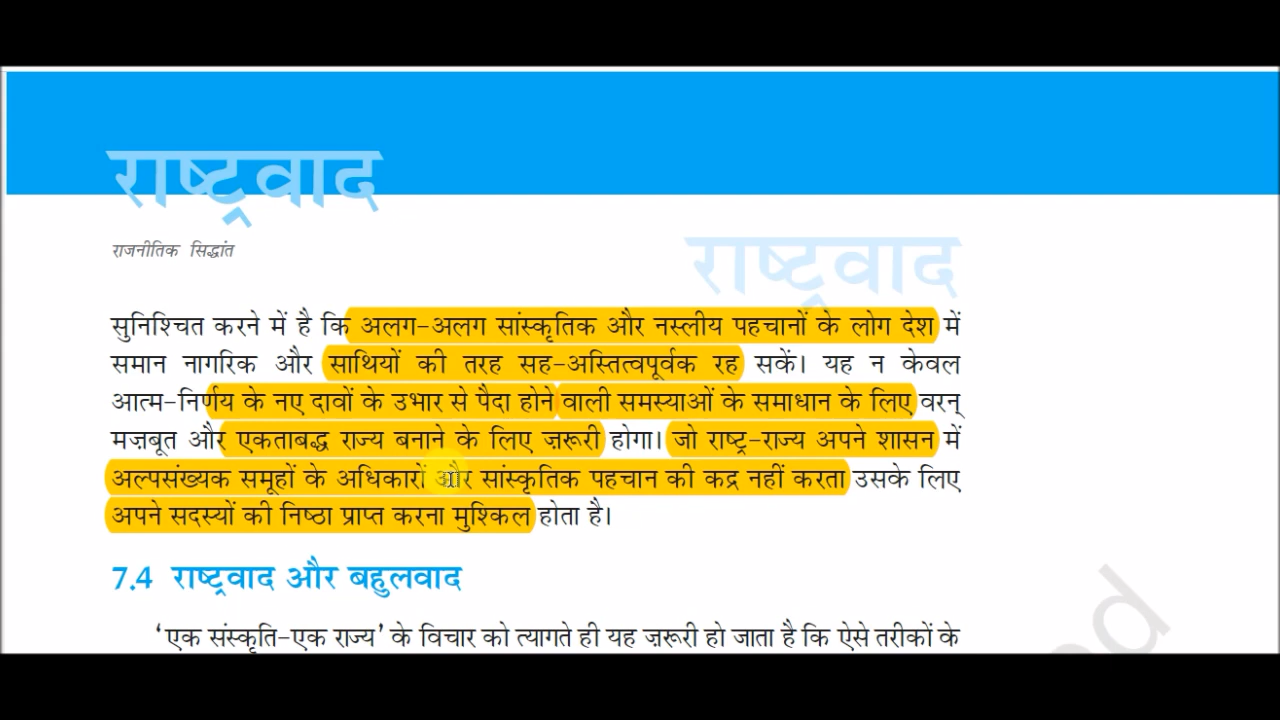 राष्ट्रवाद
राजनीतिक सिद्धांत
राष्ट्रवाद
सुनिश्चित करने में है कि अलग-अलग सांस्कृतिक और नस्लीय पहचानों के लोग देश में
समान नागरिक और साथियों की तरह सह-अस्तित्वपूर्वक रह सकें। यह न केवल
आत्म-निर्णय के नए दावों के उभार से पैदा होने वाली समस्याओं के समाधान के लिए वरन्
मज़बूत और एकताबद्ध राज्य बनाने के लिए ज़रूरी होगा। जो राष्ट्र-राज्य अपने शासन में
अल्पसंख्यक समूहों के अधिकारों और सांस्कृतिक पहचान की कद्र नहीं करता उसके लिए
अपने सदस्यों की निष्ठा प्राप्त करना मुश्किल होता है।
7.4 राष्ट्रवाद और बहुलवाद
‘एक संस्कृति-एक राज्य’ के विचार को त्यागते ही यह ज़रूरी हो जाता है कि ऐसे तरीकों के